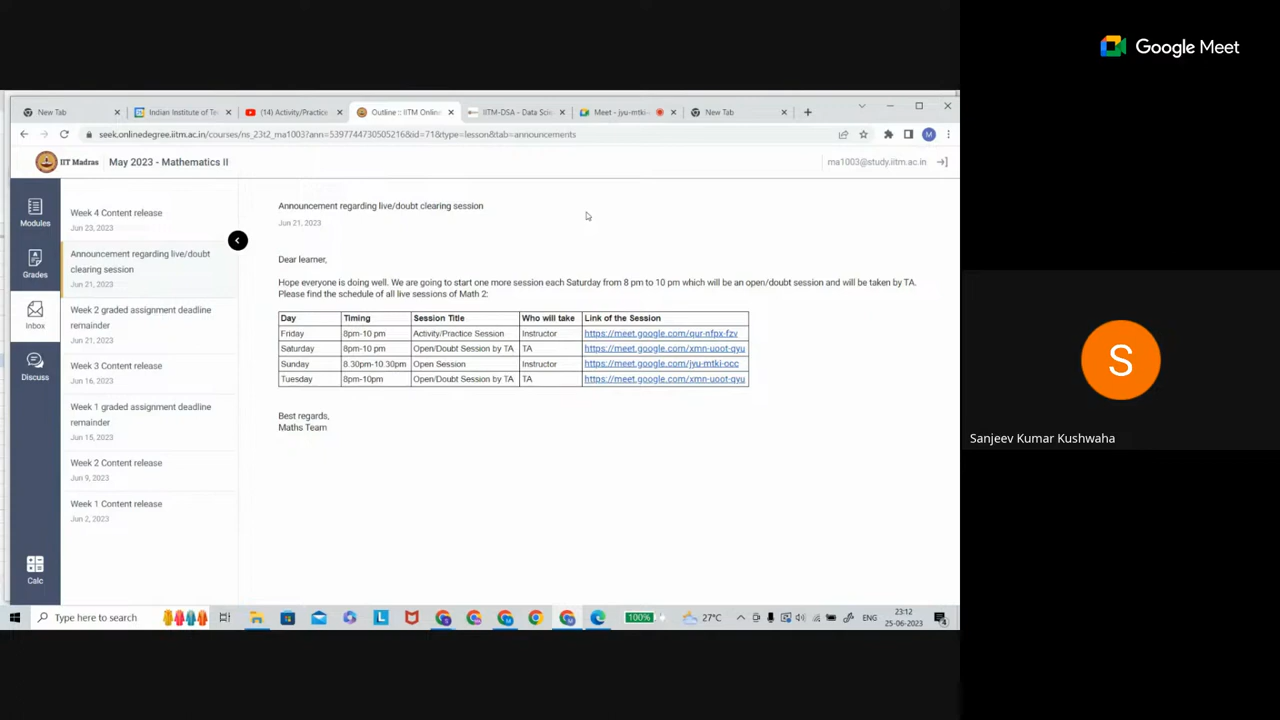 Google Meet
New Tab
Indian Institute of Te
(14) Activity/Practice
Outline :: IITM Online
IITM-DSA - Data Scie
Meet - jyu-mtki-
New Tab
seek.onlinedegree.iitm.ac.in/courses/ns_23t2_ma1003?ann=5397744730505216&id=71&type=lesson&tab=announcements
M
IIT Madras
May 2023 - Mathematics II
ma1003@study.iitm.ac.in
Modules
Grades
Inbox
Discuss
Calc
Week 4 Content release
Jun 23, 2023
Announcement regarding live/doubt
clearing session
Jun 21, 2023
Week 2 graded assignment deadline
remainder
Jun 21, 2023
Week 3 Content release
Jun 16, 2023
Week 1 graded assignment deadline
remainder
Jun 15, 2023
Week 2 Content release
Jun 9, 2023
Week 1 Content release
Jun 2, 2023
Announcement regarding live/doubt clearing session
Jun 21, 2023
Dear learner,
Hope everyone is doing well. We are going to start one more session each Saturday from 8 pm to 10 pm which will be an open/doubt session and will be taken by TA.
Please find the schedule of all live sessions of Math 2:
Day Timing Session Title Who will take Link of the Session
Friday 8pm-10 pm Activity/Practice Session Instructor https://meet.google.com/qur-nfpx-fzv
Saturday 8pm-10 pm Open/Doubt Session by TA TA https://meet.google.com/xmn-uoot-qyu
Sunday 8.30pm-10.30pm Open Session Instructor https://meet.google.com/jyu-mtki-occ
Tuesday 8pm-10pm Open/Doubt Session by TA TA https://meet.google.com/xmn-uoot-qyu
Best regards,
Maths Team
S
Sanjeev Kumar Kushwaha
Type here to search
100%
27°C
ENG
23:12
25-06-2023